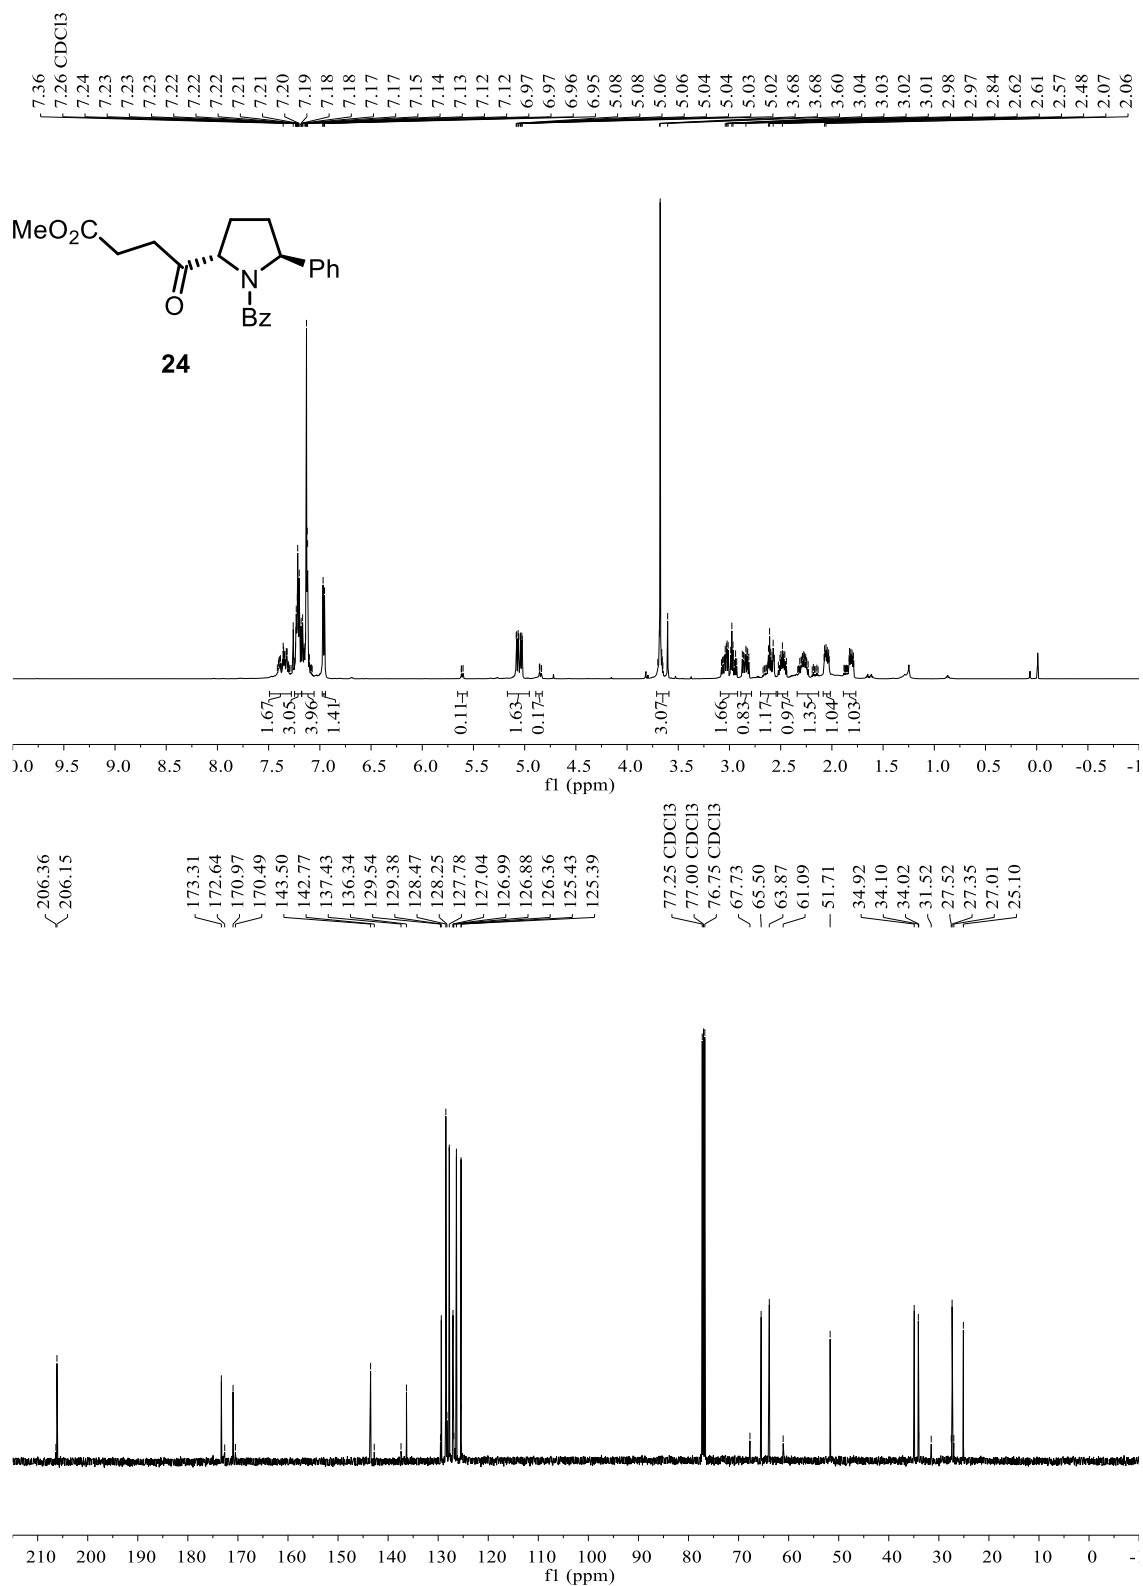 7.36 7.26 CDCl3 7.24 7.23 7.23 7.23 7.22 7.22 7.22 7.21 7.21 7.20 7.19 7.18 7.18 7.17 7.17 7.15 7.14 7.13 7.12 7.12 6.97 6.97 6.96 6.95 5.08 5.08 5.06 5.06 5.04 5.04 5.03 5.02 3.68 3.68 3.60 3.04 3.03 3.02 3.01 2.98 2.97 2.84 2.62 2.61 2.57 2.48 2.07 2.06
MeO2C
Ph
N
O
Bz
24
1.67 3.05 3.96 1.41 0.11 1.63 0.17 3.07 1.66 0.83 1.17 0.97 1.35 1.04 1.03
0.0 9.5 9.0 8.5 8.0 7.5 7.0 6.5 6.0 5.5 5.0 4.5 4.0 3.5 3.0 2.5 2.0 1.5 1.0 0.5 0.0 -0.5 -1
f1 (ppm)
206.36 206.15 173.31 172.64 170.97 170.49 143.50 142.77 137.43 136.34 129.54 129.38 128.47 128.25 127.78 127.04 126.99 126.88 126.36 125.43 125.39 77.25 CDCl3 77.00 CDCl3 76.75 CDCl3 67.73 65.50 63.87 61.09 51.71 34.92 34.10 34.02 31.52 27.52 27.35 27.01 25.10
210 200 190 180 170 160 150 140 130 120 110 100 90 80 70 60 50 40 30 20 10 0 -1
f1 (ppm)